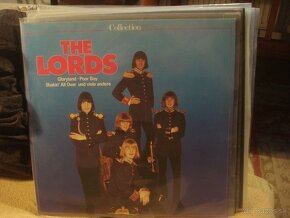 Collection
THE
LORDS
Gloryland · Poor Boy
Shakin' All Over und viele andere